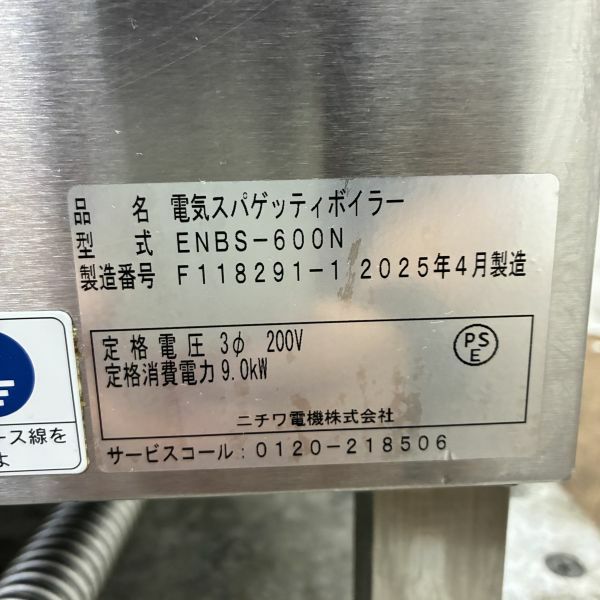 品 名 電気スパゲッティボイラー
型 式 ENBS-600N
製造番号 F118291-1 2025年4月製造
定格電圧 3φ 200V
定格消費電力 9.0kW
PS
E
ニチワ電機株式会社
サービスコール:0120-218506
ース線を
よ